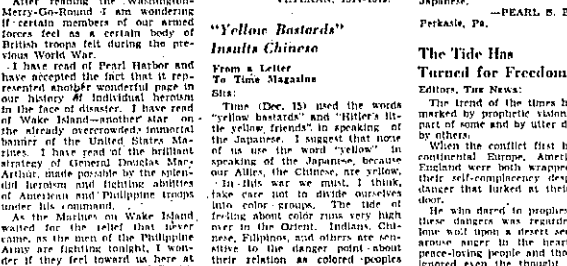 After reading the Washington-
Merry-Go-Round I am wondering
if certain members of our armed
forces feel as a certain body of
British troops felt during the pre-
vious World War.
I have read of Pearl Harbor and
have accepted the fact that it rep-
resented another wonderful page in
our history of individual heroism
in the face of disaster. I have read
of Wake Island—another star on
the already overcrowded immortal
banner of the United States Ma-
rines. I have read of the brilliant
strategy of General Douglas Mac-
Arthur, made possible by the splen-
did heroism and fighting abilities
of American and Philippine troops
under his command.
As the Marines on Wake Island
waited for the relief that never
came, as the men of the Philippine
Army are fighting tonight, I won-
der if they feel toward us here at
VETERAN, 1914-1918.
"Yellow Bastards"
Insults Chinese
From a Letter
To Time Magazine
Sirs:
Time (Dec. 15) used the words
"yellow bastards" and "Hitler's lit-
tle yellow friends" in speaking of
the Japanese. I suggest that none
of us use the word "yellow" in
speaking of the Japanese, because
our Allies, the Chinese, are yellow.
In this war we must, I think,
take care not to divide ourselves
into color groups. The tide of
feeling about color runs very high
over in the Orient. Indians, Chi-
nese, Filipinos, and others are sen-
sitive to the danger point about
their relation as colored peoples
Japanese.
—PEARL S. B
Perkasie, Pa.
The Tide Has
Turned for Freedom
Editors, THE NEWS:
The trend of the times h
marked by prophetic vision
part of some and by utter d
by others.
When the conflict first h
continental Europe, Ameri
England were both wrappe
their self-complacency desp
danger that lurked at their
door.
He who dared to prophes
these dangers was regarde
lone wolf upon a desert see
arouse anger in the heart
peace-loving people and tho
ignored even the thought